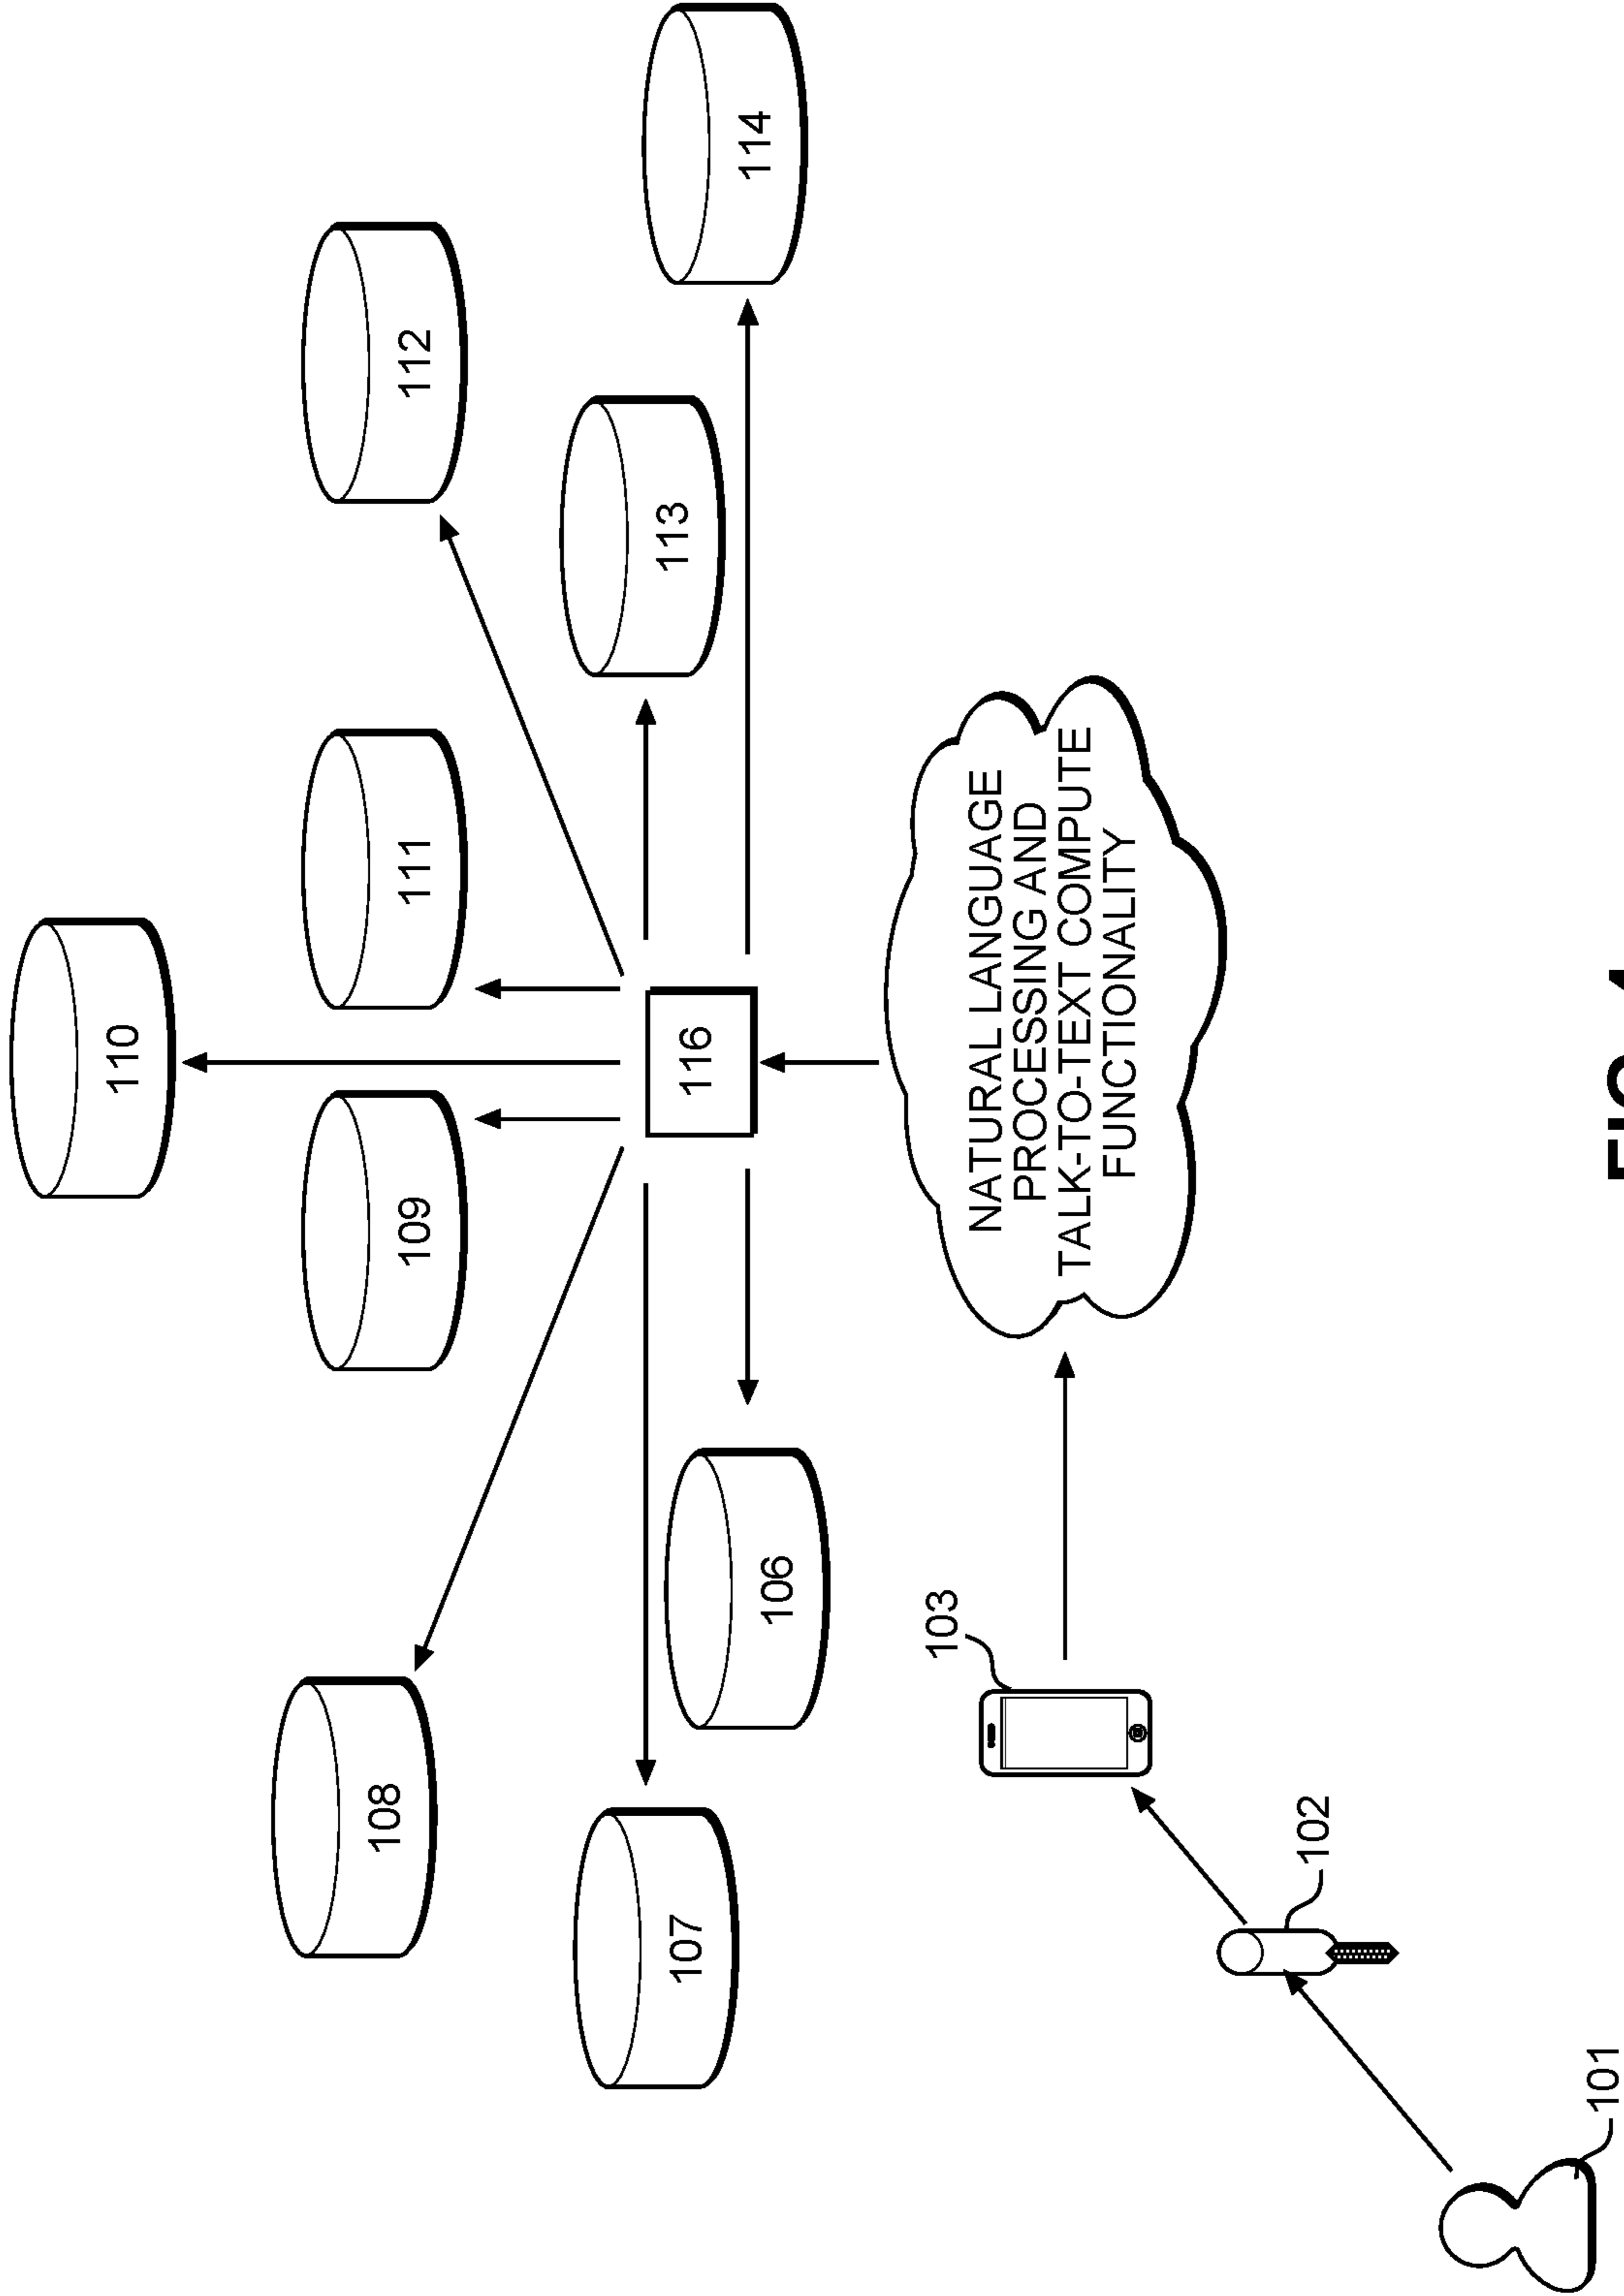 110
108
109
111
112
107
116
113
106
114
103
NATURAL LANGUAGE
PROCESSING AND
TALK-TO-TEXT COMPUTE
FUNCTIONALITY
102
101
FIG